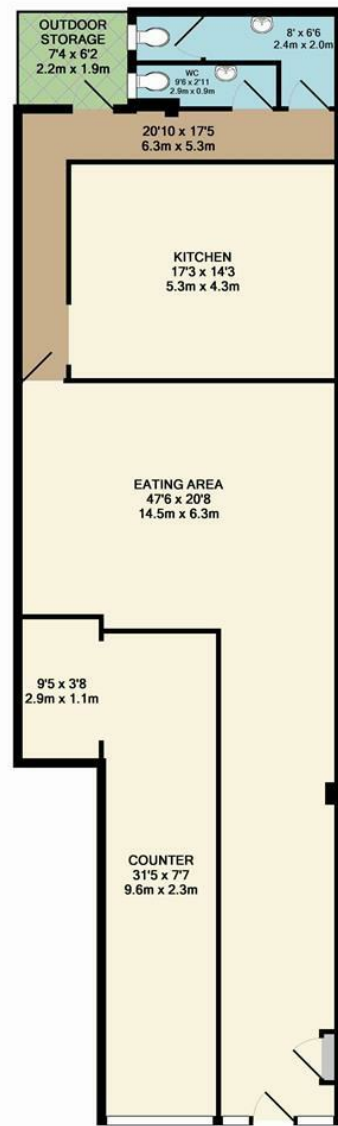 OUTDOOR
STORAGE
7'4 x 6'2
2.2m x 1.9m
8' x 6'6
2.4m x 2.0m
WC
9'6 x 2'11
2.9m x 0.9m
20'10 x 17'5
6.3m x 5.3m
KITCHEN
17'3 x 14'3
5.3m x 4.3m
EATING AREA
47'6 x 20'8
14.5m x 6.3m
9'5 x 3'8
2.9m x 1.1m
COUNTER
31'5 x 7'7
9.6m x 2.3m